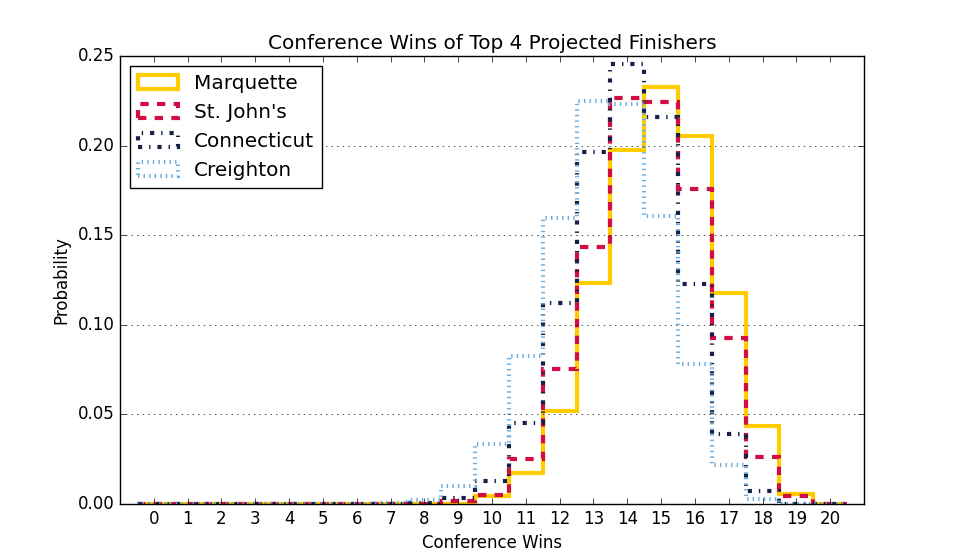 Conference Wins of Top 4 Projected Finishers
0.25
0.20
0.15
0.10
0.05
0.00
Probability
Marquette
St. John's
Connecticut
Creighton
0 1 2 3 4 5 6 7 8 9 10 11 12 13 14 15 16 17 18 19 20
Conference Wins